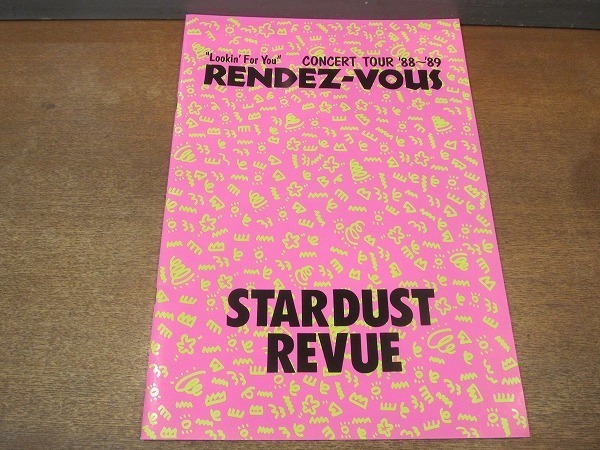 "Lookin' For You" CONCERT TOUR '88~'89
RENDEZ-VOUS
STARDUST
REVUE